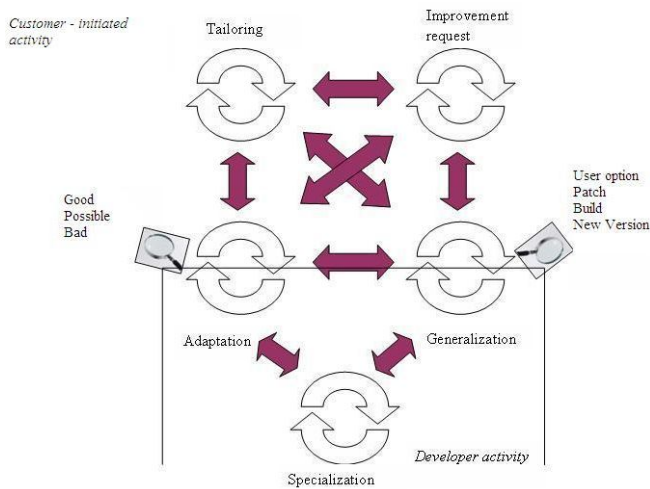 Customer - initiated
activity
Tailoring
Improvement
request
Good
Possible
Bad
User option
Patch
Build
New Version
Adaptation
Generalization
Developer activity
Specialization